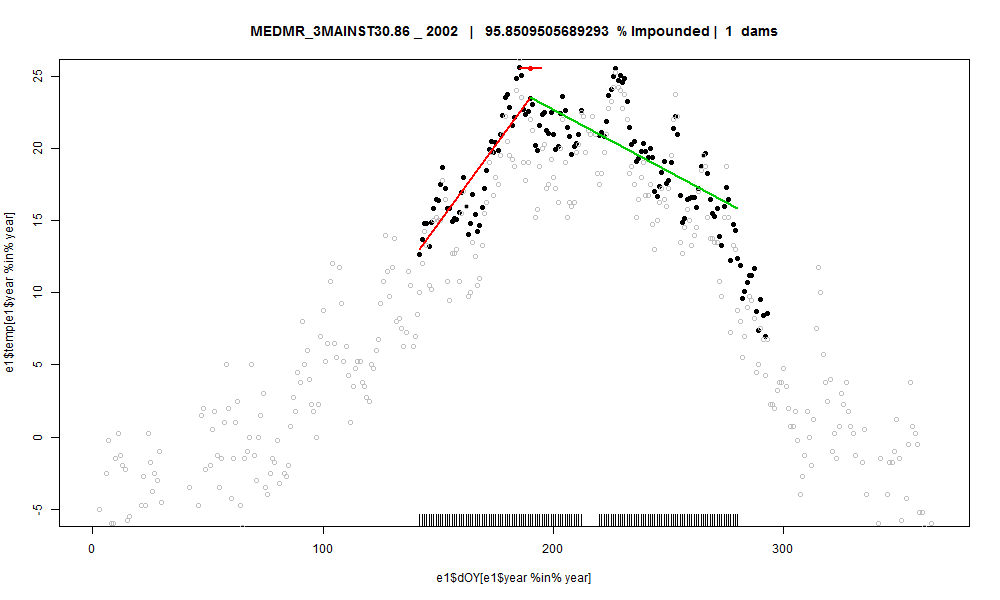 MEDMR_3MAINST30.86 _ 2002 | 95.8509505689293 % Impounded | 1 dams
e1$temp[e1$year %in% year]
25
20
15
10
5
0
-5
0 100 200 300
e1$dOY[e1$year %in% year]